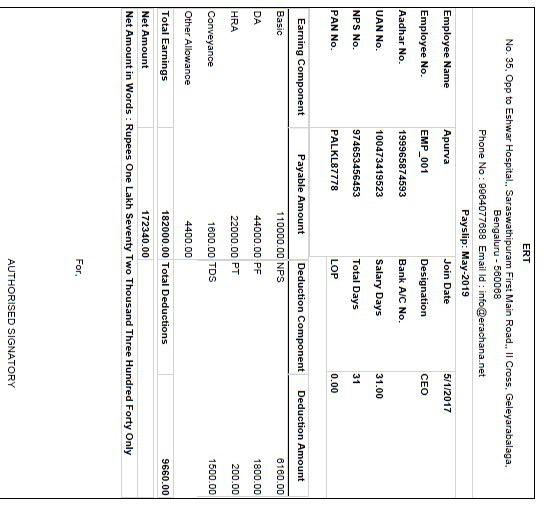 ERT
No. 35, Opp to Eshwar Hospital,. Saraswathipuram First Main Road,. II Cross, Geleyarabalaga,
Bengaluru - 560068
Phone No : 9964077688 Email Id : info@erachana.net
Payslip: May-2019
Employee Name Apurva Join Date 5/1/2017
Employee No. EMP_001 Designation CEO
Aadhar No. 199965874593 Bank A/C No.
UAN No. 100473419523 Salary Days 31.00
NPS No. 974653456453 Total Days 31
PAN No. PALKL87778 LOP 0.00
Earning Component Payable Amount Deduction Component Deduction Amount
Basic 110000.00 NPS 6160.00
DA 44000.00 PF 1800.00
HRA 22000.00 PT 200.00
Conveyance 1600.00 TDS 1500.00
Other Allowance 4400.00
Total Earnings 182000.00 Total Deductions 9660.00
Net Amount 172340.00
Net Amount in Words : Rupees One Lakh Seventy Two Thousand Three Hundred Forty Only
For,
AUTHORISED SIGNATORY